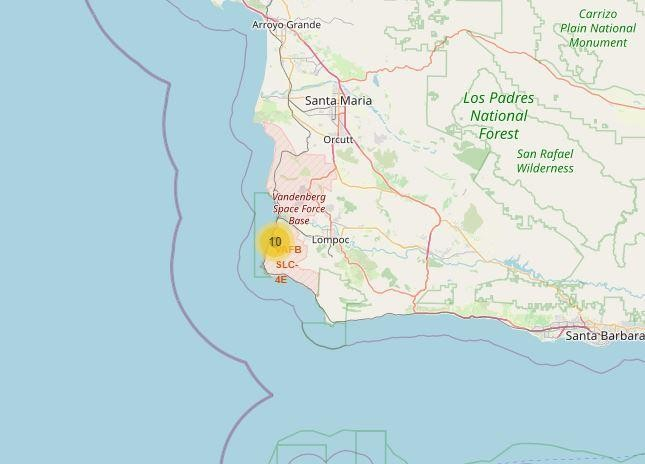 Arroyo Grande
Carrizo
Plain National
Monument
Santa Maria
Los Padres
National
Forest
Orcutt
San Rafael
Wilderness
Vandenberg
Space Force
Base
10
Lompoc
VAFB
SLC-
4E
Santa Barbara